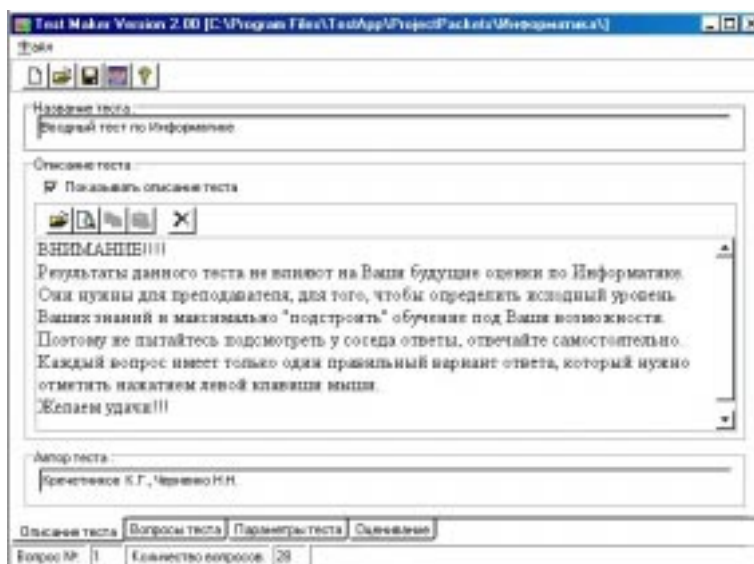 Test Maker Version 2.00 [C:\Program Files\TestApp\ProjectPackets\Информатика\]
Файл
Название теста
Входный тест по Информатике
Описание теста
Показывать описание теста
ВНИМАНИЕ!!!!
Результаты данного теста не влияют на Ваши будущие оценки по Информатике.
Они нужны для преподавателя, для того, чтобы определить исходный уровень
Ваших знаний и максимально "подстроить" обучение под Ваши возможности.
Поэтому не пытайтесь подсмотреть у соседа ответы, отвечайте самостоятельно.
Каждый вопрос имеет только один правильный вариант ответа, который нужно
отметить нажатием левой клавиши мыши.
Желаем удачи!!!
Автор теста
Кречетников К.Г., Черненко Н.Н.
Описание теста Вопросы теста Параметры теста Оценивание
Вопрос №: 1 Количество вопросов: 28